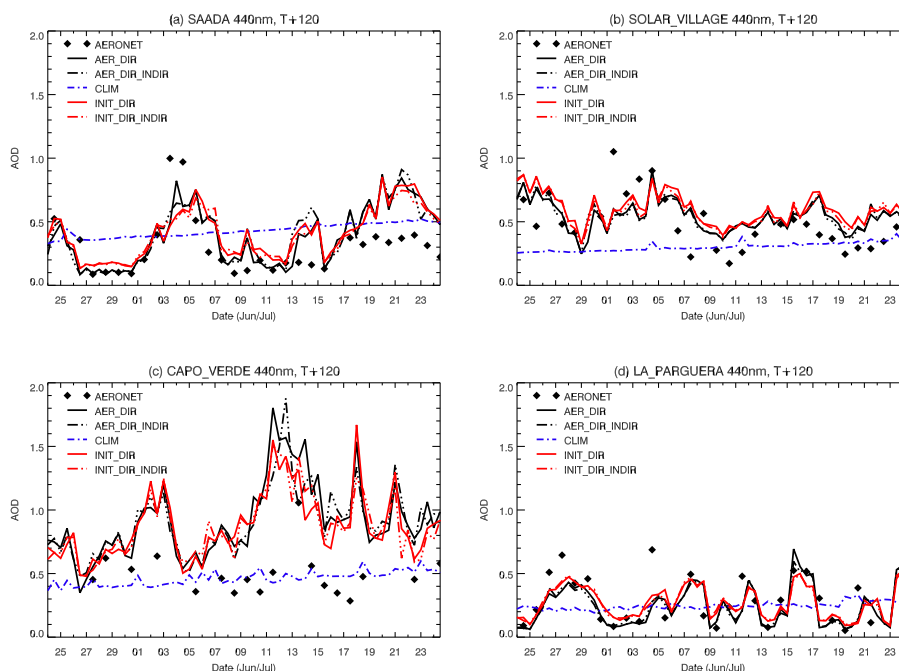 (a) SAADA 440nm, T+120
2.0
1.5
1.0
0.5
0.0
AOD
AERONET
AER_DIR
AER_DIR_INDIR
CLIM
INIT_DIR
INIT_DIR_INDIR
25 27 29 01 03 05 07 09 11 13 15 17 19 21 23
Date (Jun/Jul)
(b) SOLAR_VILLAGE 440nm, T+120
2.0
1.5
1.0
0.5
0.0
AOD
AERONET
AER_DIR
AER_DIR_INDIR
CLIM
INIT_DIR
INIT_DIR_INDIR
25 27 29 01 03 05 07 09 11 13 15 17 19 21 23
Date (Jun/Jul)
(c) CAPO_VERDE 440nm, T+120
2.0
1.5
1.0
0.5
0.0
AOD
AERONET
AER_DIR
AER_DIR_INDIR
CLIM
INIT_DIR
INIT_DIR_INDIR
25 27 29 01 03 05 07 09 11 13 15 17 19 21 23
Date (Jun/Jul)
(d) LA_PARGUERA 440nm, T+120
2.0
1.5
1.0
0.5
0.0
AOD
AERONET
AER_DIR
AER_DIR_INDIR
CLIM
INIT_DIR
INIT_DIR_INDIR
25 27 29 01 03 05 07 09 11 13 15 17 19 21 23
Date (Jun/Jul)